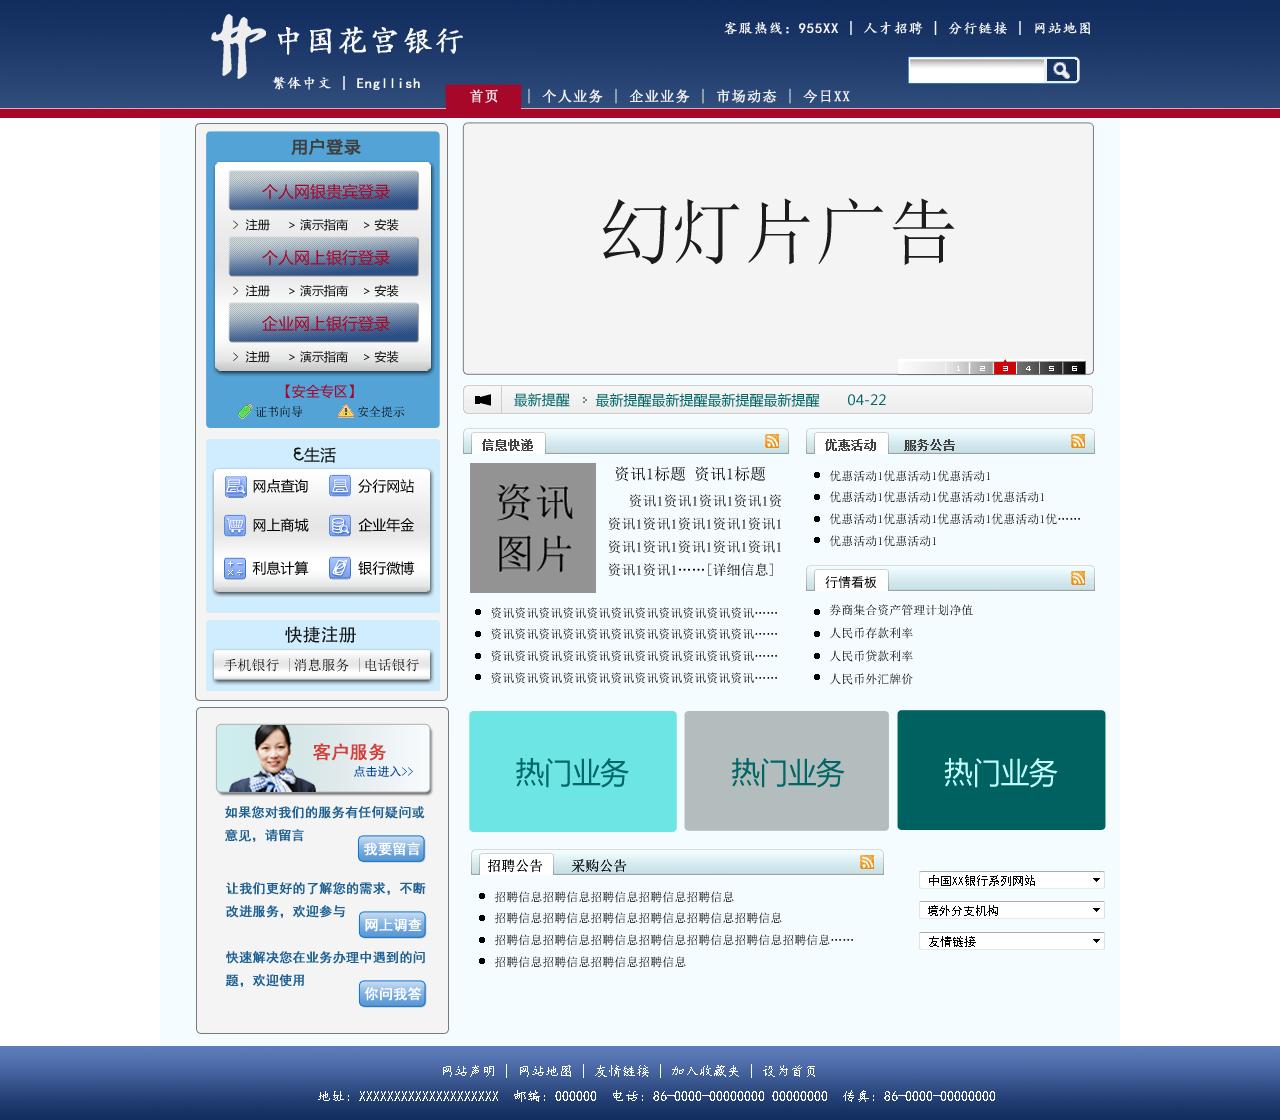 中国花宫银行
客服热线：955XX | 人才招聘 | 分行链接 | 网站地图
繁体中文 | Engllish
首页 | 个人业务 | 企业业务 | 市场动态 | 今日XX
用户登录
个人网银贵宾登录
> 注册 > 演示指南 > 安装
个人网上银行登录
> 注册 > 演示指南 > 安装
企业网上银行登录
> 注册 > 演示指南 > 安装
【安全专区】
证书向导 安全提示
E生活
网点查询 分行网站
网上商城 企业年金
利息计算 银行微博
快捷注册
手机银行 | 消息服务 | 电话银行
客户服务
点击进入>>
如果您对我们的服务有任何疑问或
意见，请留言
我要留言
让我们更好的了解您的需求，不断
改进服务，欢迎参与
网上调查
快速解决您在业务办理中遇到的问
题，欢迎使用
你问我答
幻灯片广告
1 2 3 4 5 6
最新提醒 > 最新提醒最新提醒最新提醒最新提醒 04-22
信息快递
资讯图片
资讯1标题 资讯1标题
资讯1资讯1资讯1资讯1资
资讯1资讯1资讯1资讯1资讯1
资讯1资讯1资讯1资讯1资讯1
资讯1资讯1……[详细信息]
资讯资讯资讯资讯资讯资讯资讯资讯资讯资讯资讯……
资讯资讯资讯资讯资讯资讯资讯资讯资讯资讯资讯……
资讯资讯资讯资讯资讯资讯资讯资讯资讯资讯资讯……
资讯资讯资讯资讯资讯资讯资讯资讯资讯资讯资讯……
优惠活动 服务公告
优惠活动1优惠活动1优惠活动1
优惠活动1优惠活动1优惠活动1优惠活动1
优惠活动1优惠活动1优惠活动1优惠活动1优……
优惠活动1优惠活动1
行情看板
券商集合资产管理计划净值
人民币存款利率
人民币贷款利率
人民币外汇牌价
热门业务 热门业务 热门业务
招聘公告 采购公告
招聘信息招聘信息招聘信息招聘信息招聘信息
招聘信息招聘信息招聘信息招聘信息招聘信息招聘信息
招聘信息招聘信息招聘信息招聘信息招聘信息招聘信息招聘信息……
招聘信息招聘信息招聘信息招聘信息
中国XX银行系列网站
境外分支机构
友情链接
网站声明 | 网站地图 | 友情链接 | 加入收藏夹 | 设为首页
地址：XXXXXXXXXXXXXXXXXXXX 邮编：000000 电话：86-0000-00000000 00000000 传真：86-0000-00000000